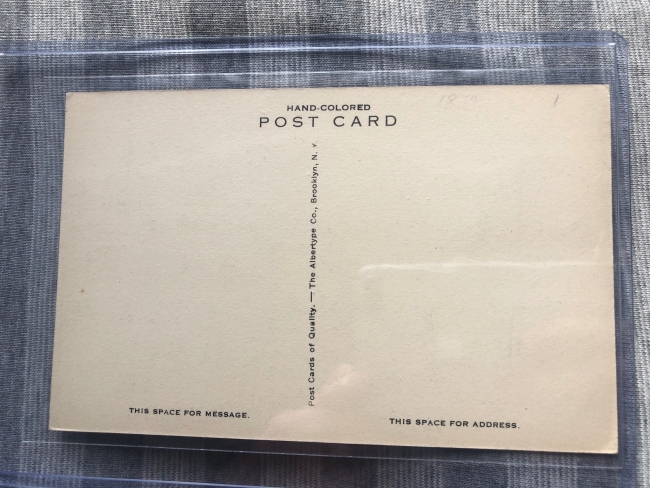 HAND-COLORED
POST CARD
Post Cards of Quality. — The Albertype Co., Brooklyn, N. Y.
THIS SPACE FOR MESSAGE.
THIS SPACE FOR ADDRESS.